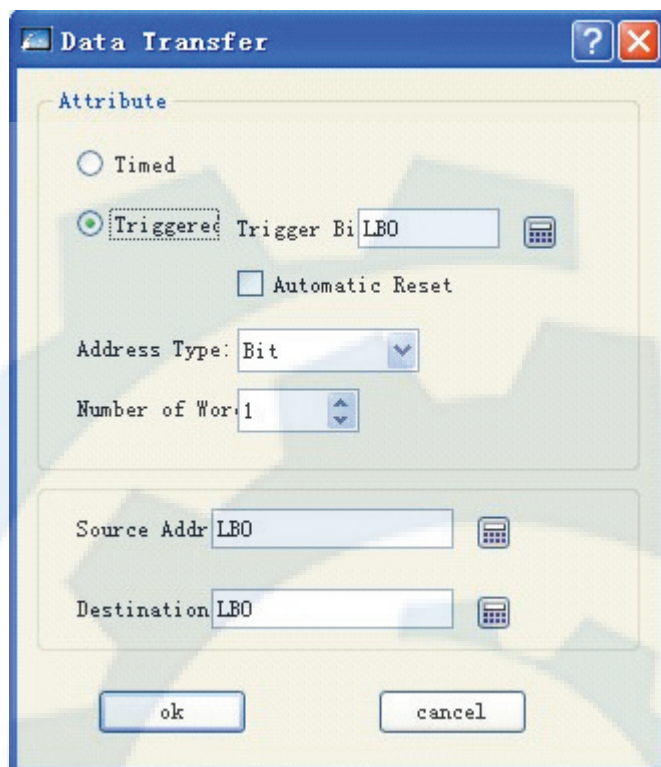 Data Transfer
Attribute
Timed
Triggered Trigger Bi LB0
Automatic Reset
Address Type: Bit
Number of Wor 1
Source Addr LB0
Destination LB0
ok cancel